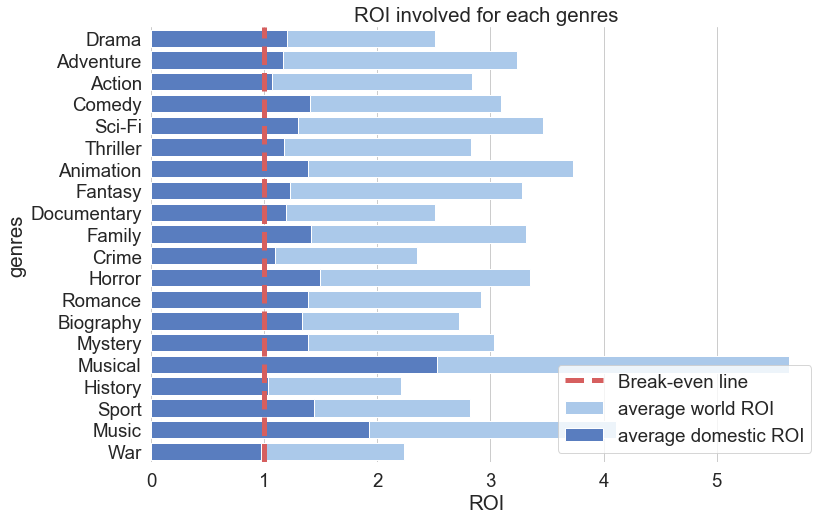 ROI involved for each genres
genres
Drama
Adventure
Action
Comedy
Sci-Fi
Thriller
Animation
Fantasy
Documentary
Family
Crime
Horror
Romance
Biography
Mystery
Musical
History
Sport
Music
War
Break-even line
average world ROI
average domestic ROI
0 1 2 3 4 5
ROI